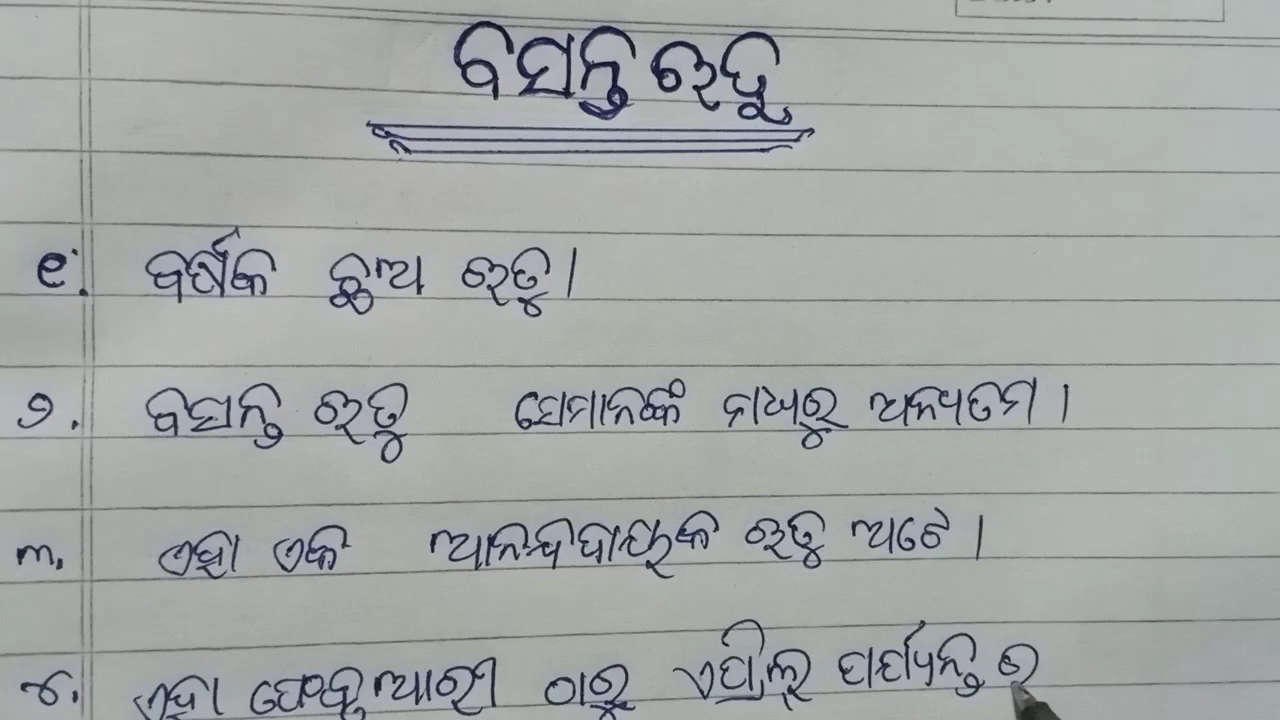 ବସନ୍ତ ଋତୁ
୧. ବର୍ଷକ ଛଅ ଋତୁ।
୨. ବସନ୍ତ ଋତୁ ସେମାନଙ୍କ ମଧ୍ୟରୁ ଅନ୍ୟତମ।
୩. ଏହା ଏକ ଆନନ୍ଦଦାୟକ ଋତୁ ଅଟେ।
୪. ଏହା ଫେବୃଆରୀ ଠାରୁ ଏପ୍ରିଲ୍ ପର୍ଯ୍ୟନ୍ତ ର